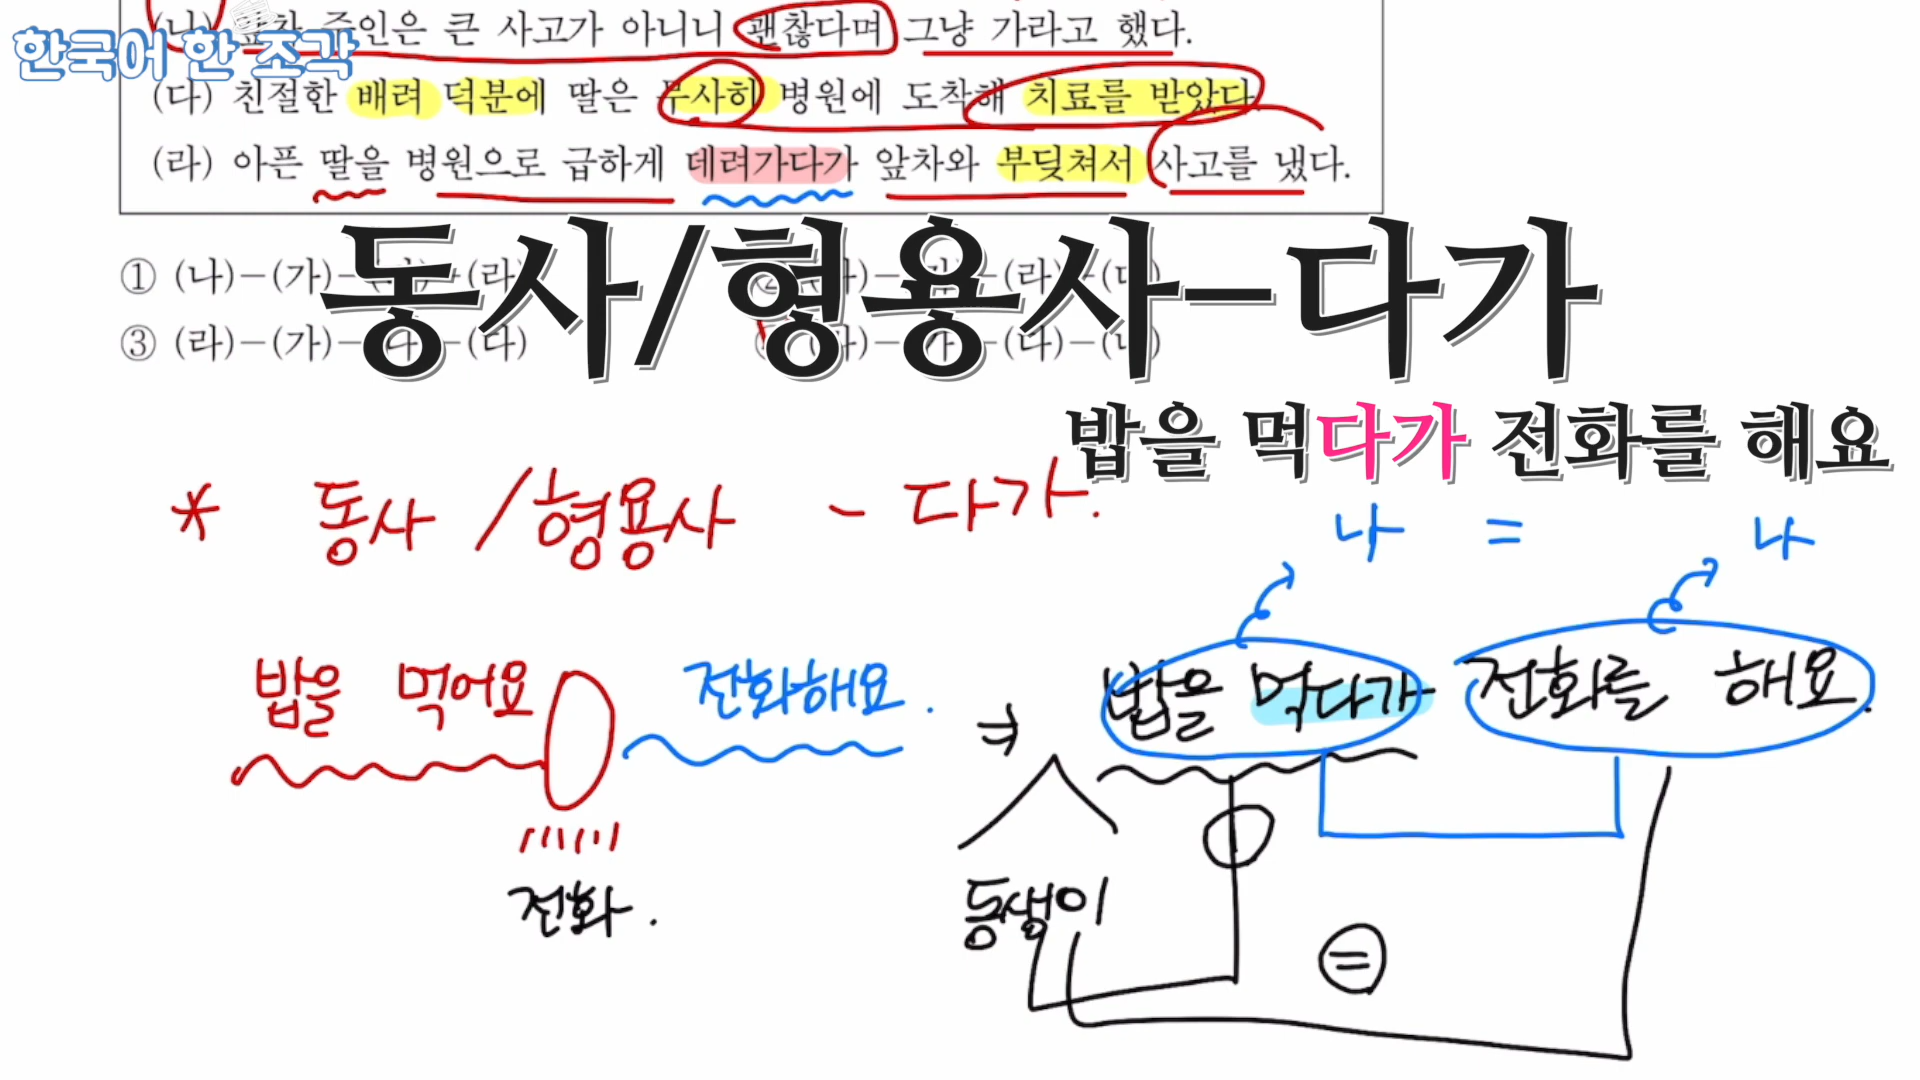 한국어 한 조각
주인은 큰 사고가 아니니 괜찮다며 그냥 가라고 했다.
(다) 친절한 배려 덕분에 딸은 무사히 병원에 도착해 치료를 받았다
(라) 아픈 딸을 병원으로 급하게 데려가다가 앞차와 부딪쳐서 사고를 냈다.
동사/형용사-다가
① (나)-(가)-
③ (라)-(가)-
밥을 먹다가 전화를 해요
* 동사 / 형용사 - 다가.
나 = 나
밥을 먹어요 전화해요.
⇒ 밥을 먹다가 전화를 해요.
전화.
동생이
=